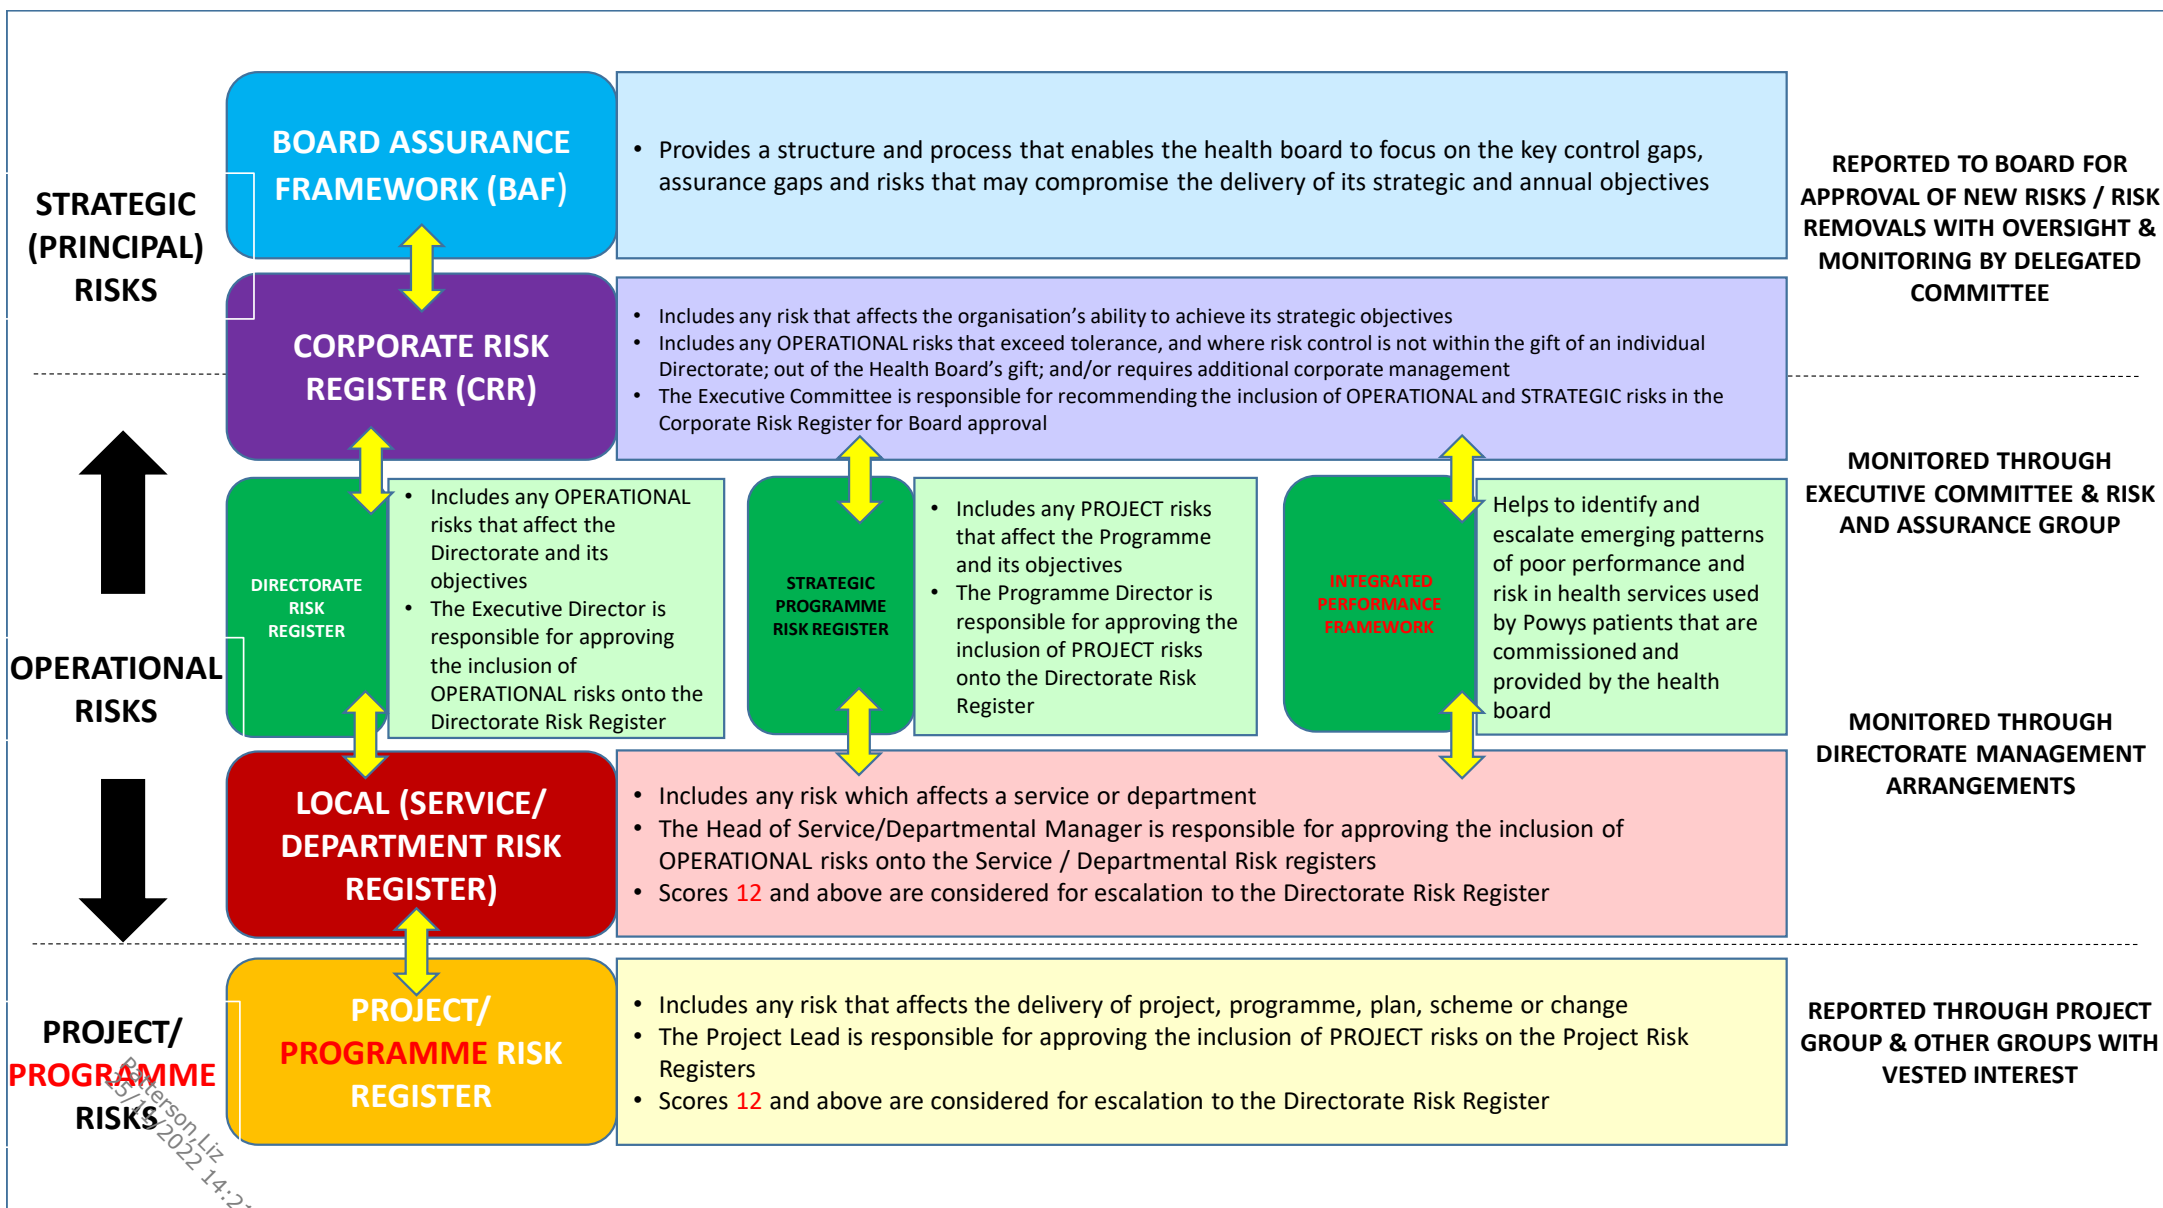 STRATEGIC
(PRINCIPAL)
RISKS
BOARD ASSURANCE
FRAMEWORK (BAF)
• Provides a structure and process that enables the health board to focus on the key control gaps,
assurance gaps and risks that may compromise the delivery of its strategic and annual objectives
REPORTED TO BOARD FOR
APPROVAL OF NEW RISKS / RISK
REMOVALS WITH OVERSIGHT &
MONITORING BY DELEGATED
COMMITTEE
CORPORATE RISK
REGISTER (CRR)
• Includes any risk that affects the organisation's ability to achieve its strategic objectives
• Includes any OPERATIONAL risks that exceed tolerance, and where risk control is not within the gift of an individual
Directorate; out of the Health Board's gift; and/or requires additional corporate management
• The Executive Committee is responsible for recommending the inclusion of OPERATIONAL and STRATEGIC risks in the
Corporate Risk Register for Board approval
OPERATIONAL
RISKS
DIRECTORATE
RISK
REGISTER
• Includes any OPERATIONAL
risks that affect the
Directorate and its
objectives
• The Executive Director is
responsible for approving
the inclusion of
OPERATIONAL risks onto the
Directorate Risk Register
STRATEGIC
PROGRAMME
RISK REGISTER
• Includes any PROJECT risks
that affect the Programme
and its objectives
• The Programme Director is
responsible for approving the
inclusion of PROJECT risks
onto the Directorate Risk
Register
INTEGRATED
PERFORMANCE
FRAMEWORK
Helps to identify and
escalate emerging patterns
of poor performance and
risk in health services used
by Powys patients that are
commissioned and
provided by the health
board
MONITORED THROUGH
EXECUTIVE COMMITTEE & RISK
AND ASSURANCE GROUP
MONITORED THROUGH
DIRECTORATE MANAGEMENT
ARRANGEMENTS
LOCAL (SERVICE/
DEPARTMENT RISK
REGISTER)
• Includes any risk which affects a service or department
• The Head of Service/Departmental Manager is responsible for approving the inclusion of
OPERATIONAL risks onto the Service / Departmental Risk registers
• Scores 12 and above are considered for escalation to the Directorate Risk Register
PROJECT/
PROGRAMME
RISKS
PROJECT/
PROGRAMME RISK
REGISTER
• Includes any risk that affects the delivery of project, programme, plan, scheme or change
• The Project Lead is responsible for approving the inclusion of PROJECT risks on the Project Risk
Registers
• Scores 12 and above are considered for escalation to the Directorate Risk Register
REPORTED THROUGH PROJECT
GROUP & OTHER GROUPS WITH
VESTED INTEREST
Patterson,Liz